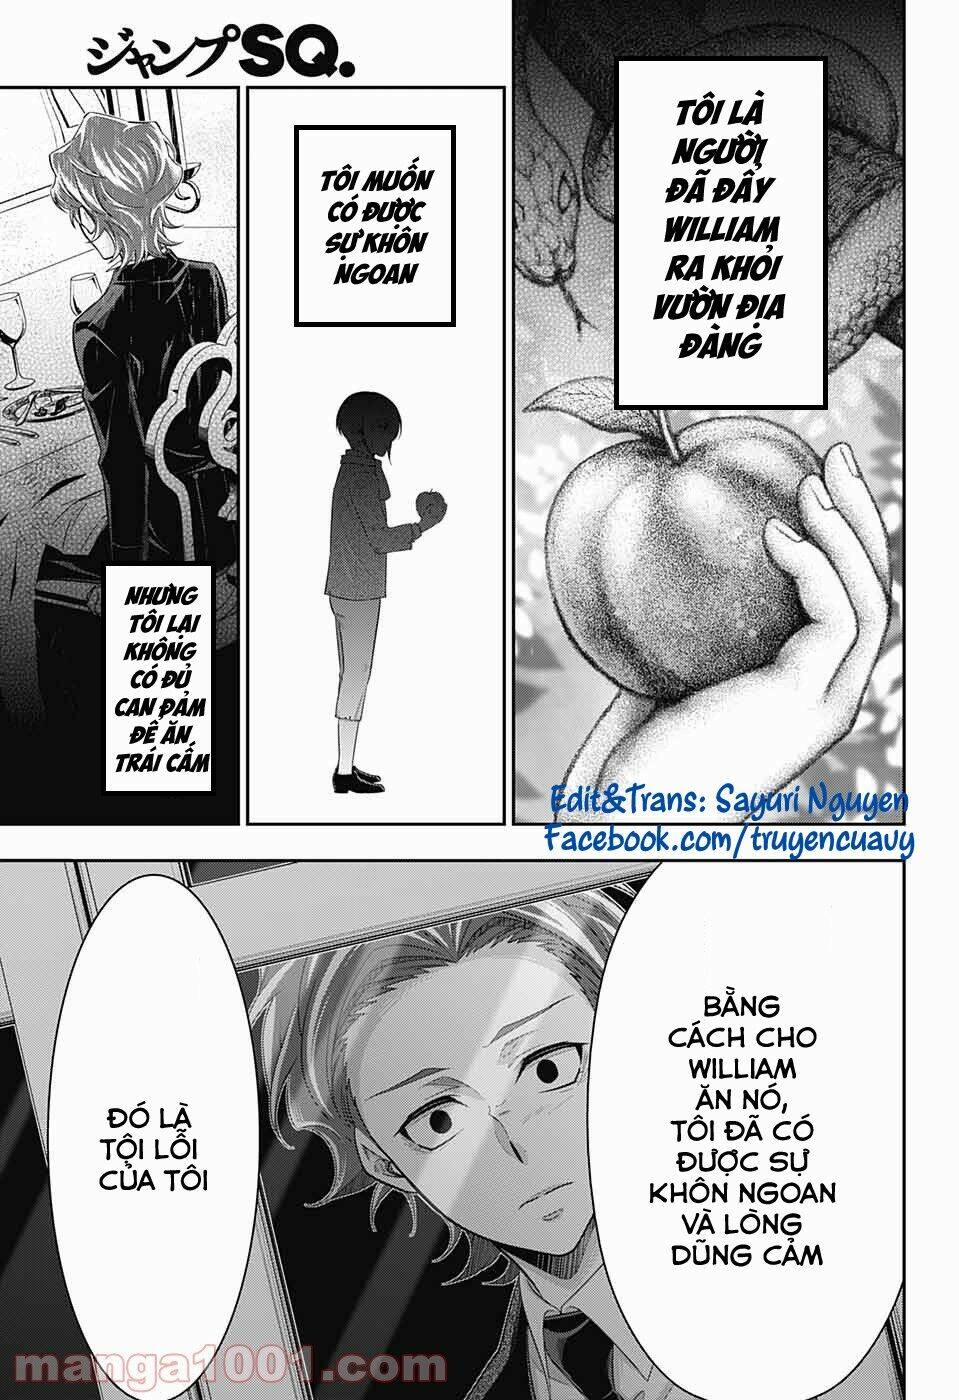 ジャンプSQ.
TÔI LÀ
NGƯỜI
ĐÃ ĐẨY
WILLIAM
RA KHỎI
VƯỜN ĐỊA
ĐÀNG
TÔI MUỐN
CÓ ĐƯỢC
SỰ KHÔN
NGOAN
NHƯNG
TÔI LẠI
KHÔNG
CÓ ĐỦ
CAN ĐẢM
ĐỂ ĂN
TRÁI CẤM
Edit&Trans: Sayuri Nguyen
Facebook.com/truyencuavy
BẰNG
CÁCH CHO
WILLIAM
ĂN NÓ,
TÔI ĐÃ CÓ
ĐƯỢC SỰ
KHÔN NGOAN
VÀ LÒNG
DŨNG CẢM
ĐÓ LÀ
TỘI LỖI
CỦA TÔI
manga1001.com